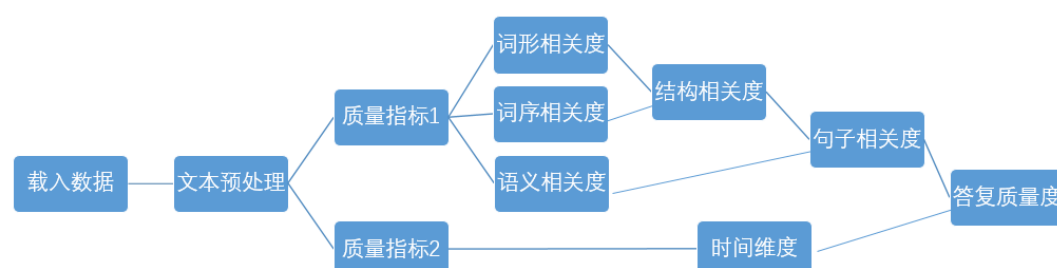 载入数据
文本预处理
质量指标1
质量指标2
词形相关度
词序相关度
语义相关度
结构相关度
句子相关度
时间维度
答复质量度